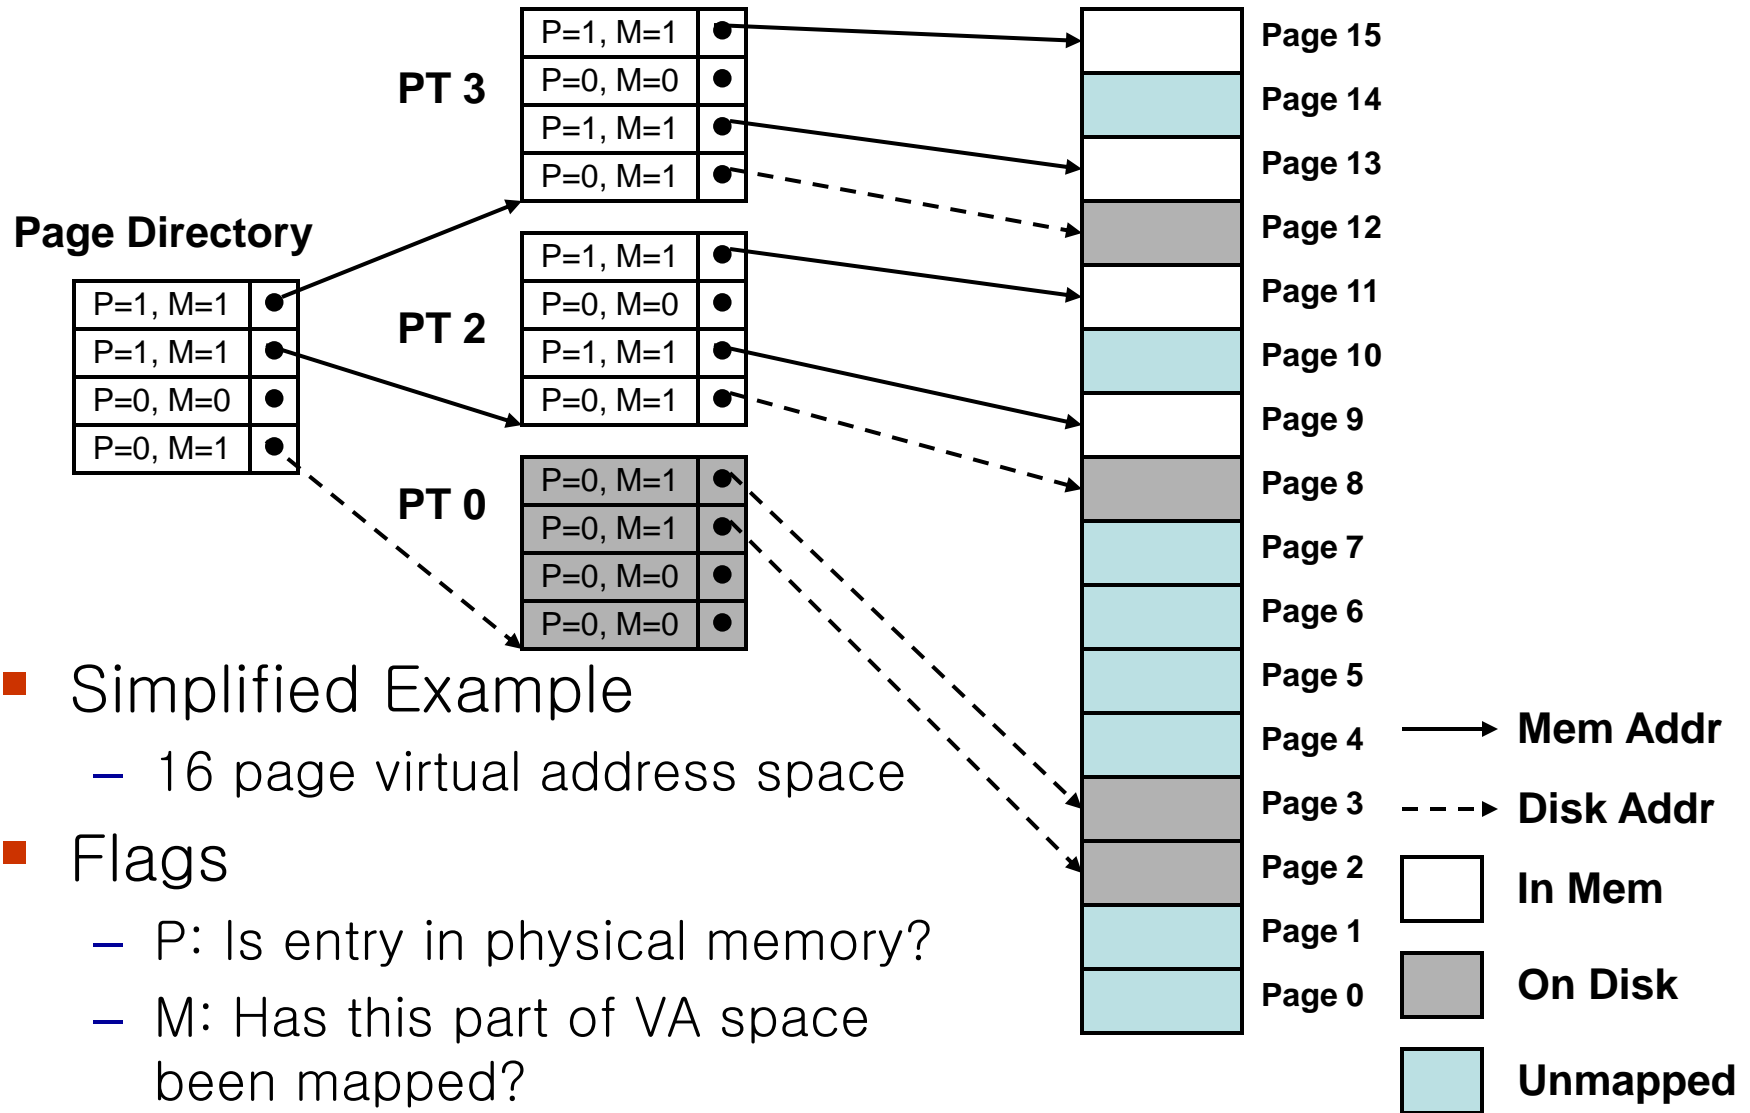 Page Directory
P=1, M=1
P=1, M=1
P=0, M=0
P=0, M=1
PT 3
P=1, M=1
P=0, M=0
P=1, M=1
P=0, M=1
PT 2
P=1, M=1
P=0, M=0
P=1, M=1
P=0, M=1
PT 0
P=0, M=1
P=0, M=1
P=0, M=0
P=0, M=0
Page 15
Page 14
Page 13
Page 12
Page 11
Page 10
Page 9
Page 8
Page 7
Page 6
Page 5
Page 4
Page 3
Page 2
Page 1
Page 0
Mem Addr
Disk Addr
In Mem
On Disk
Unmapped
Simplified Example
– 16 page virtual address space
Flags
– P: Is entry in physical memory?
– M: Has this part of VA space
been mapped?